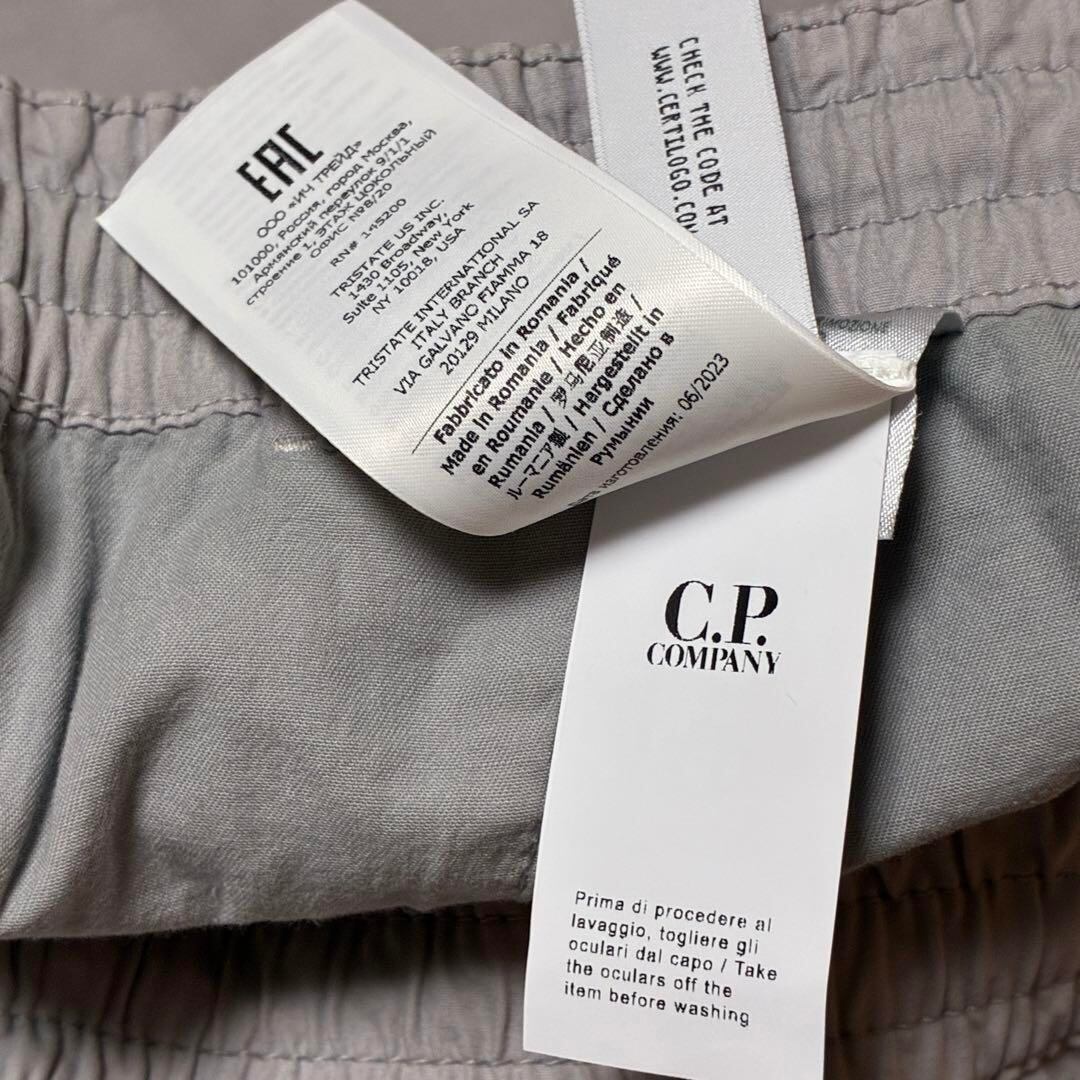 EAC
ООО «ИЧ ТРЕЙД»
101000, Россия, город Москва,
Армянский переулок 9/1/1
строение 1, ЭТАЖ ЦОКОЛЬНЫЙ
Офис №8/20
RN# 145200
TRISTATE US INC.
1430 Broadway,
Suite 1105, New York
NY 10018, USA
TRISTATE INTERNATIONAL SA
ITALY BRANCH
VIA GALVANO FIAMMA 18
20129 MILANO
Fabbricato in Romania /
Made in Romania / Fabriqué
en Roumanie / Hecho en
Rumania / 罗马尼亚制造 /
ルーマニア製 / Hergestellt in
Rumänien / Сделано в
Румынии
изготовления: 06/2023
CHECK THE CODE AT
WWW.CERTILOGO.COM
C.P.
COMPANY
Prima di procedere al
lavaggio, togliere gli
oculari dal capo / Take
the oculars off the
item before washing